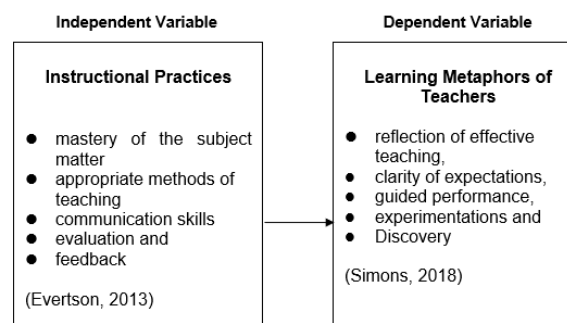 Independent Variable
Instructional Practices
● mastery of the subject
matter
● appropriate methods of
teaching
● communication skills
● evaluation and
● feedback
(Evertson, 2013)
Dependent Variable
Learning Metaphors of
Teachers
● reflection of effective
teaching,
● clarity of expectations,
● guided performance,
● experimentations and
● Discovery
(Simons, 2018)